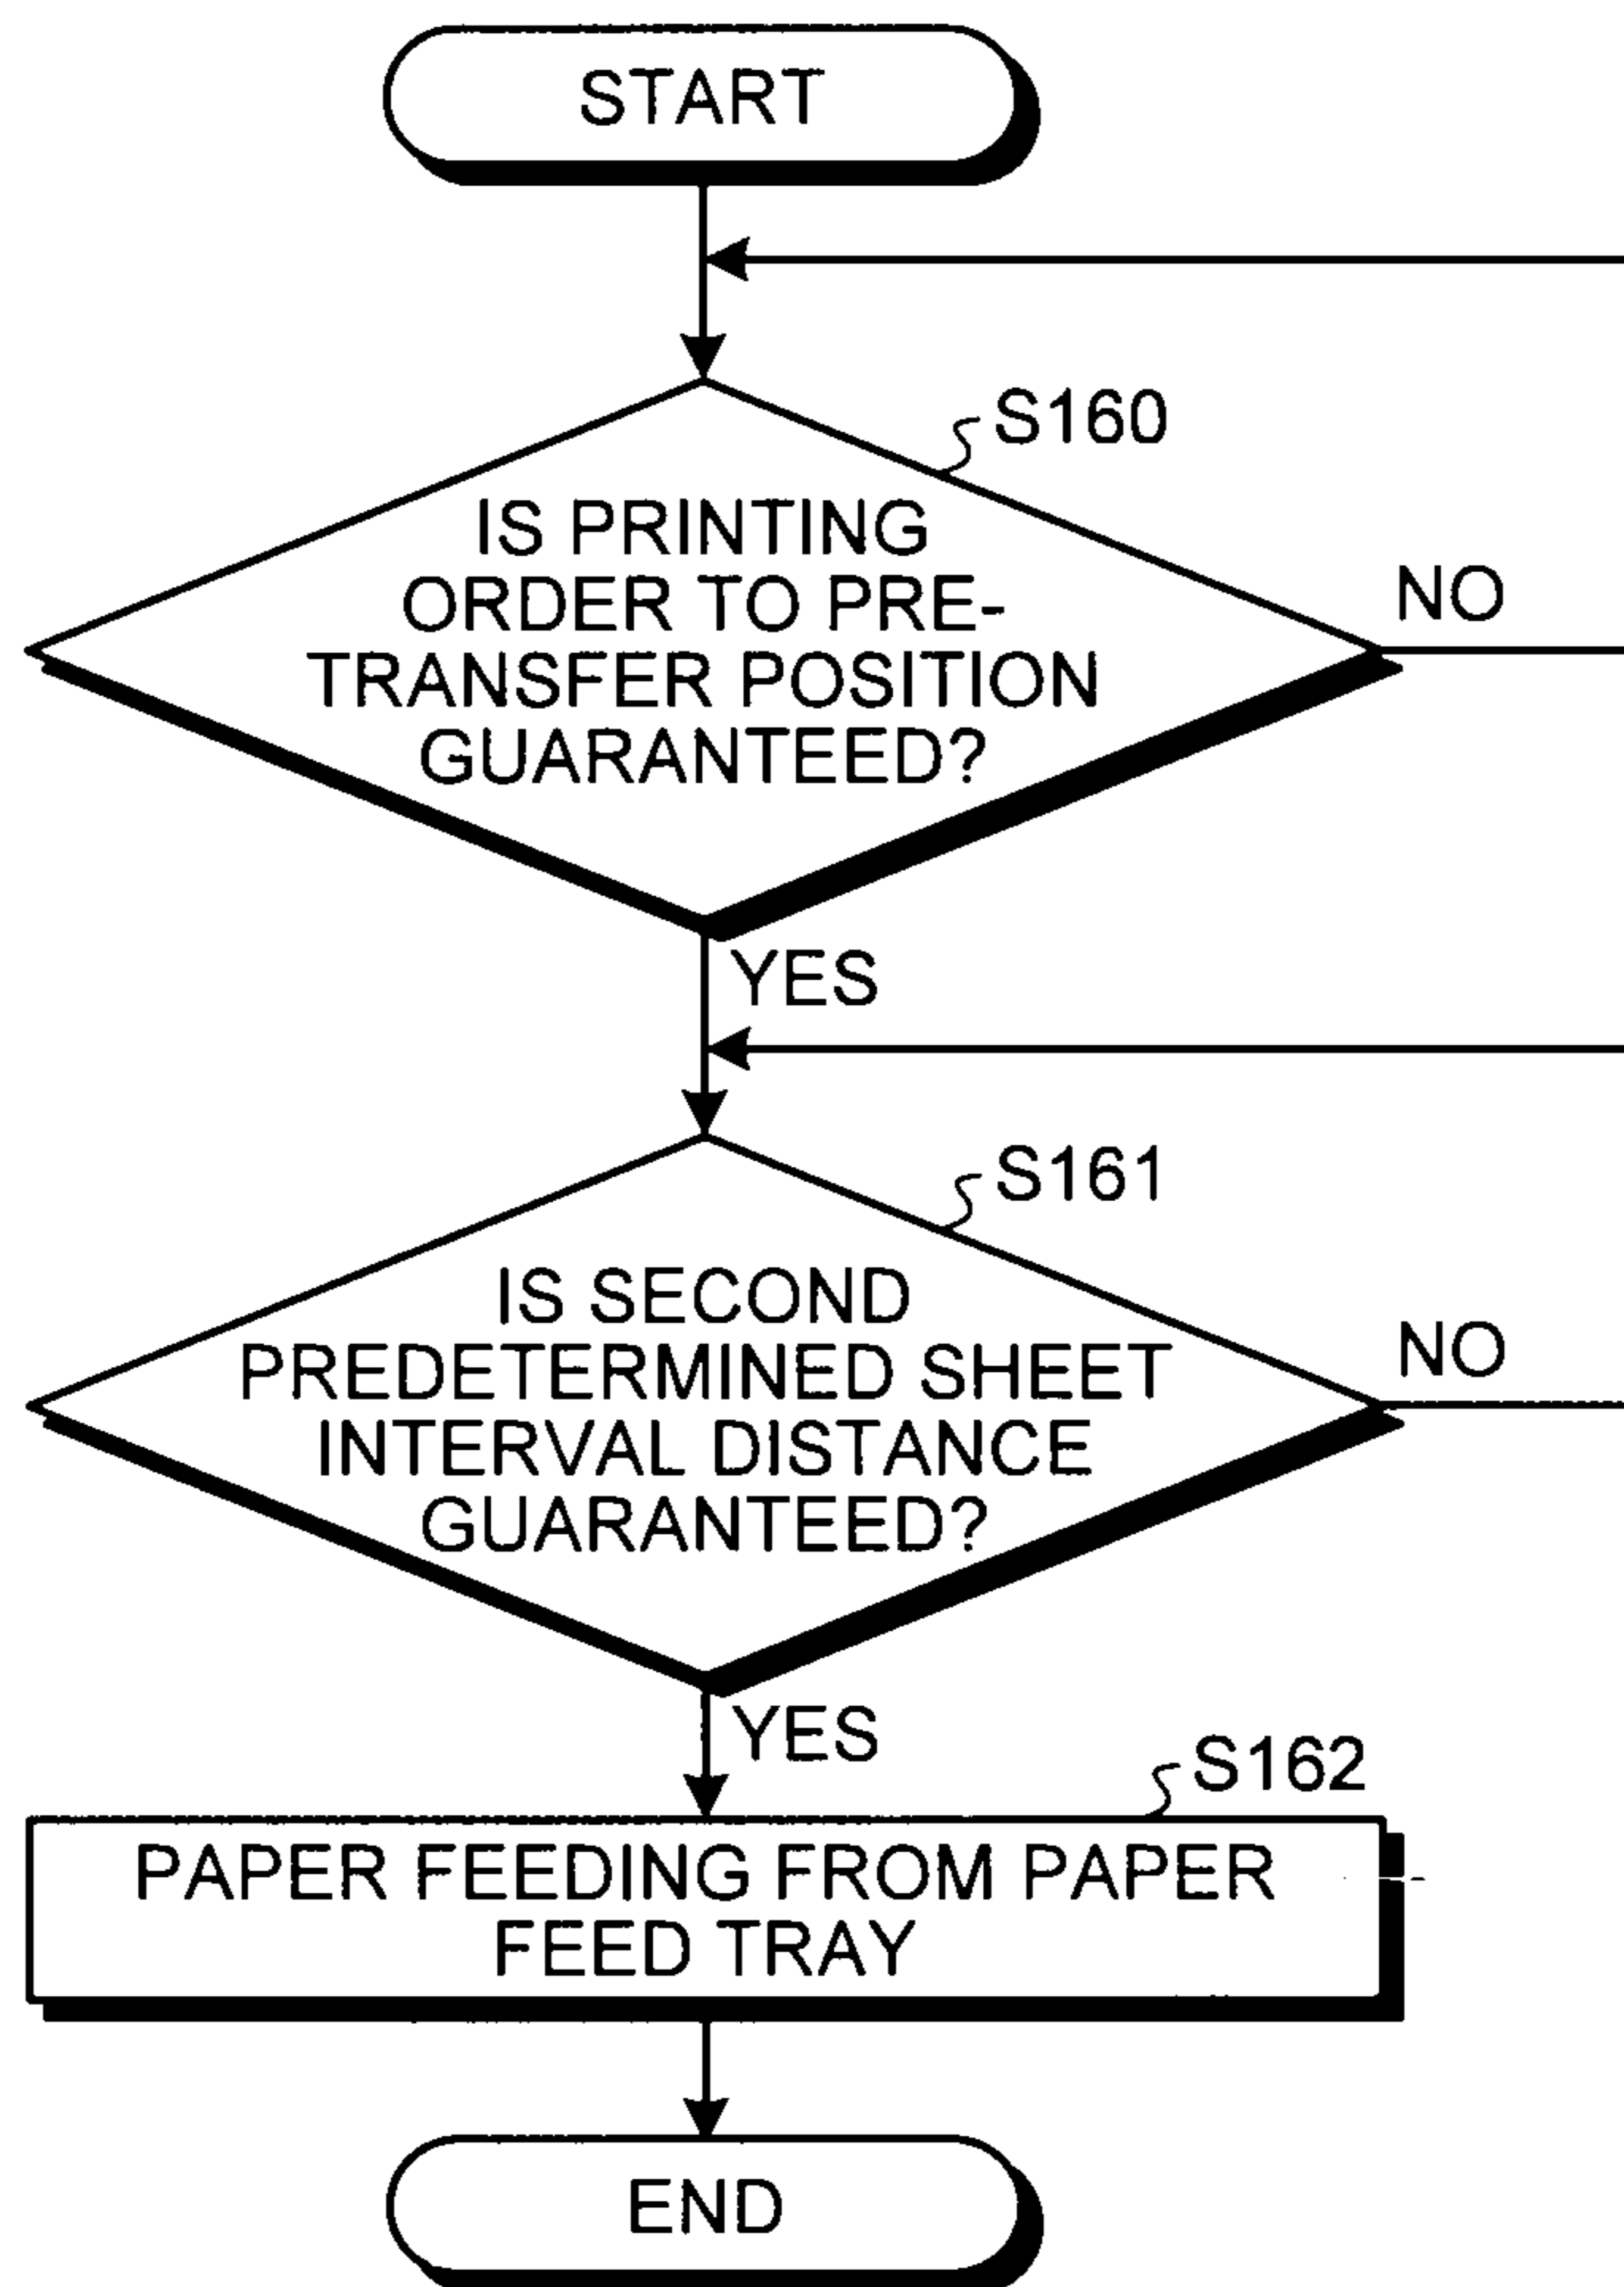 START
S160
IS PRINTING
ORDER TO PRE-
TRANSFER POSITION
GUARANTEED?
NO
YES
S161
IS SECOND
PREDETERMINED SHEET
INTERVAL DISTANCE
GUARANTEED?
NO
YES
S162
PAPER FEEDING FROM PAPER
FEED TRAY
END